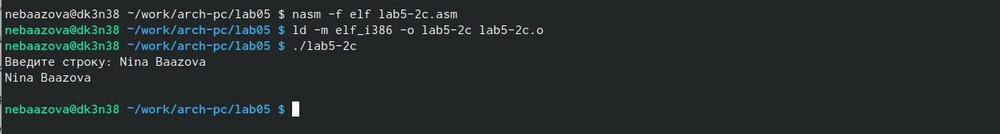 nebaazova@dk3n38 ~/work/arch-pc/lab05 $ nasm -f elf lab5-2c.asm
nebaazova@dk3n38 ~/work/arch-pc/lab05 $ ld -m elf_i386 -o lab5-2c lab5-2c.o
nebaazova@dk3n38 ~/work/arch-pc/lab05 $ ./lab5-2c
Введите строку: Nina Baazova
Nina Baazova
nebaazova@dk3n38 ~/work/arch-pc/lab05 $